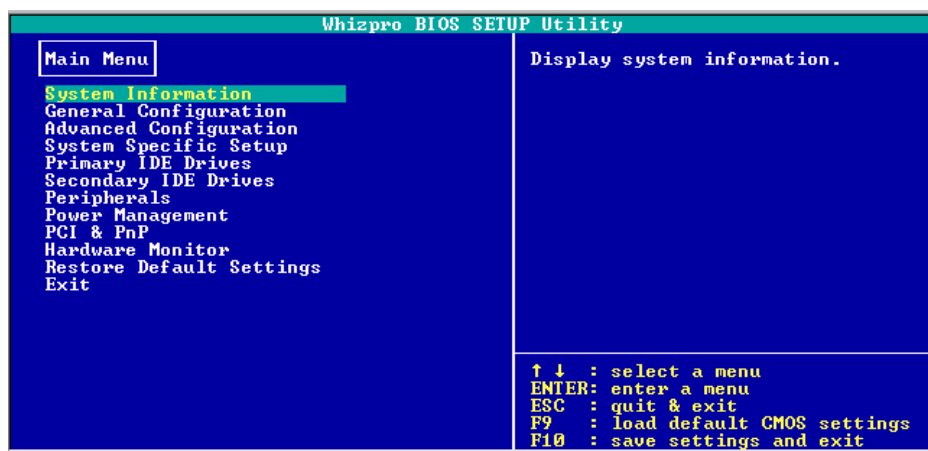 Whizpro BIOS SETUP Utility
Main Menu
System Information
General Configuration
Advanced Configuration
System Specific Setup
Primary IDE Drives
Secondary IDE Drives
Peripherals
Power Management
PCI & PnP
Hardware Monitor
Restore Default Settings
Exit
Display system information.
↑ ↓ : select a menu
ENTER: enter a menu
ESC : quit & exit
F9 : load default CMOS settings
F10 : save settings and exit